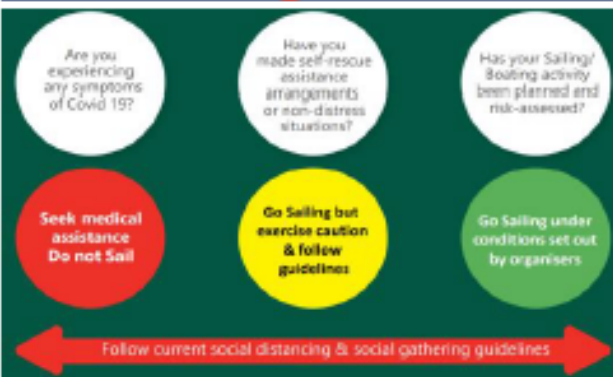 Are you
experiencing
any symptoms
of Covid 19?
Have you
made self-rescue
assistance
arrangements
or non-distress
situations?
Has your Sailing/
Boating activity
been planned and
risk-assessed?
Seek medical
assistance
Do not Sail
Go Sailing but
exercise caution
& follow
guidelines
Go Sailing under
conditions set out
by organisers
Follow current social distancing & social gathering guidelines